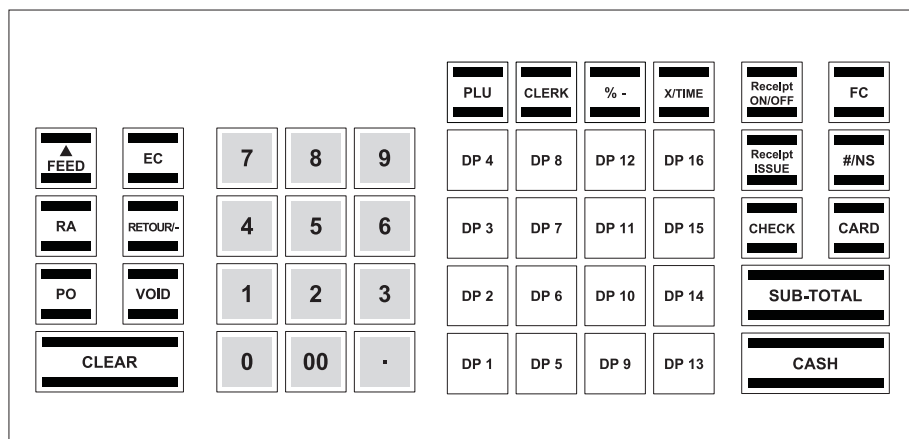 PLU CLERK % - X/TIME Receipt ON/OFF FC
▲ FEED EC 7 8 9 DP 4 DP 8 DP 12 DP 16 Receipt ISSUE #/NS
RA RETOUR/- 4 5 6 DP 3 DP 7 DP 11 DP 15 CHECK CARD
PO VOID 1 2 3 DP 2 DP 6 DP 10 DP 14 SUB-TOTAL
CLEAR 0 00 . DP 1 DP 5 DP 9 DP 13 CASH